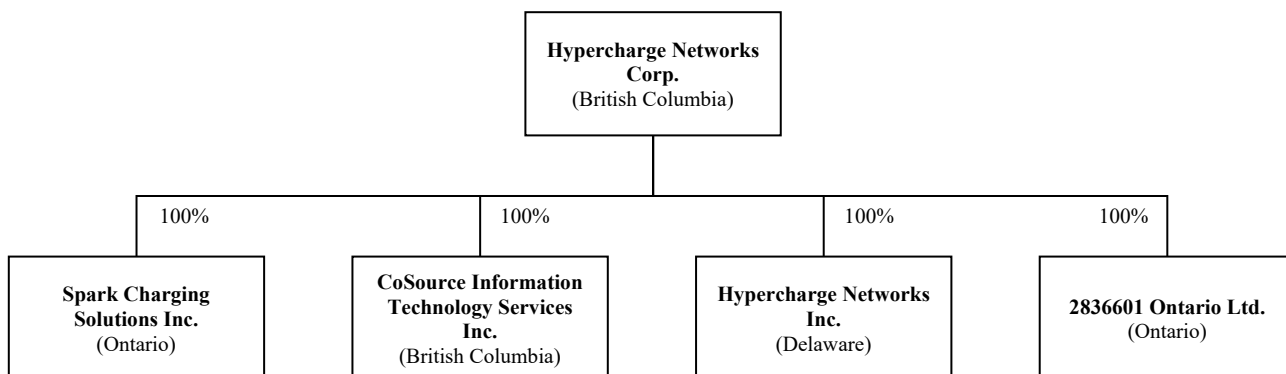 Hypercharge Networks
Corp.
(British Columbia)
100%
100%
100%
100%
Spark Charging
Solutions Inc.
(Ontario)
CoSource Information
Technology Services
Inc.
(British Columbia)
Hypercharge Networks
Inc.
(Delaware)
2836601 Ontario Ltd.
(Ontario)